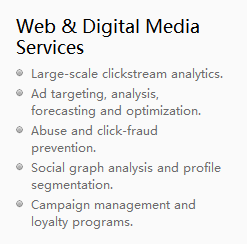 Web & Digital Media
Services
Large-scale clickstream analytics.
Ad targeting, analysis,
forecasting and optimization.
Abuse and click-fraud
prevention.
Social graph analysis and profile
segmentation.
Campaign management and
loyalty programs.